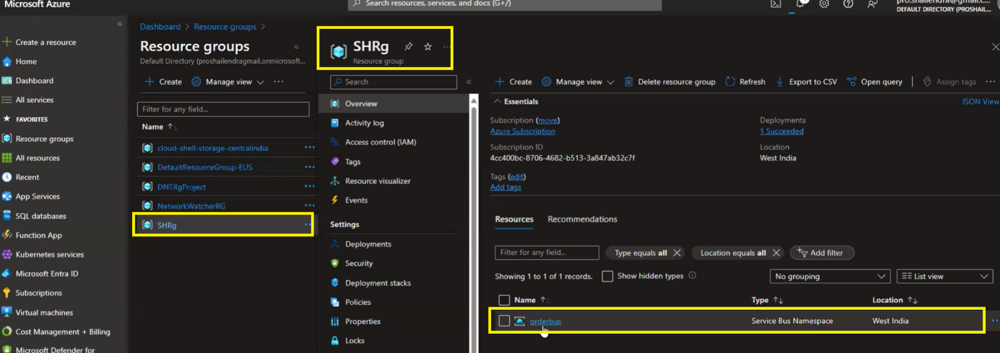 Microsoft Azure
Search resources, services, and docs (G+/)
DEFAULT DIRECTORY (PROSHAIL...
Create a resource
Home
Dashboard
All services
FAVORITES
Resource groups
All resources
Recent
App Services
SQL databases
Function App
Kubernetes services
Microsoft Entra ID
Subscriptions
Virtual machines
Cost Management + Billing
Microsoft Defender for
Dashboard > Resource groups >
Resource groups
Default Directory (proshailendragmail.onmicrosoft...
Create
Manage view
Filter for any field...
Name
cloud-shell-storage-centralindia
DefaultResourceGroup-EUS
DNTRgProject
NetworkWatcherRG
SHRg
SHRg
Resource group
Search
Overview
Activity log
Access control (IAM)
Tags
Resource visualizer
Events
Settings
Deployments
Security
Deployment stacks
Policies
Properties
Locks
Create Manage view Delete resource group Refresh Export to CSV Open query Assign tags
Essentials
JSON View
Subscription (move)
Azure Subscription
Subscription ID
4cc400bc-8706-4682-b513-3a847ab32c7f
Tags (edit)
Add tags
Deployments
1 Succeeded
Location
West India
Resources Recommendations
Filter for any field...
Type equals all
Location equals all
Add filter
Showing 1 to 1 of 1 records.
Show hidden types
No grouping
List view
Name Type Location
orderbus Service Bus Namespace West India